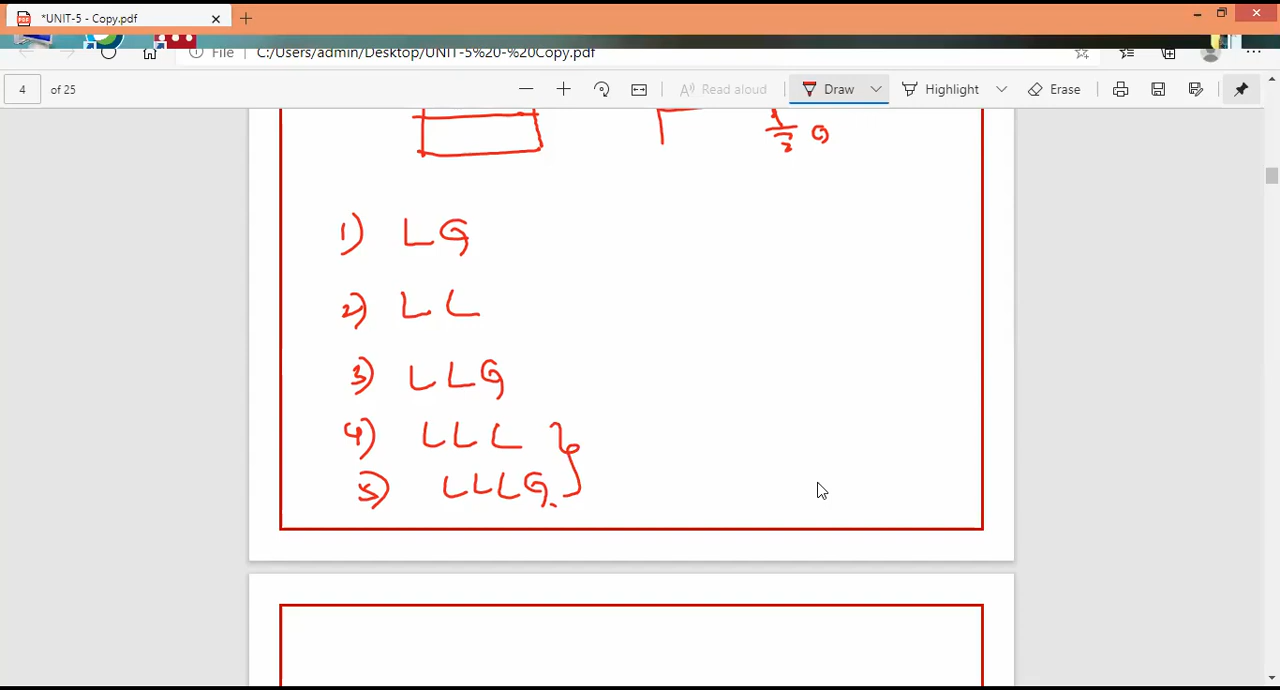 *UNIT-5 - Copy.pdf
File C:/Users/admin/Desktop/UNIT-5%20-%20Copy.pdf
4 of 25 Read aloud Draw Highlight Erase
1) LG
2) LL
3) LLG
4) LLL
5) LLLG